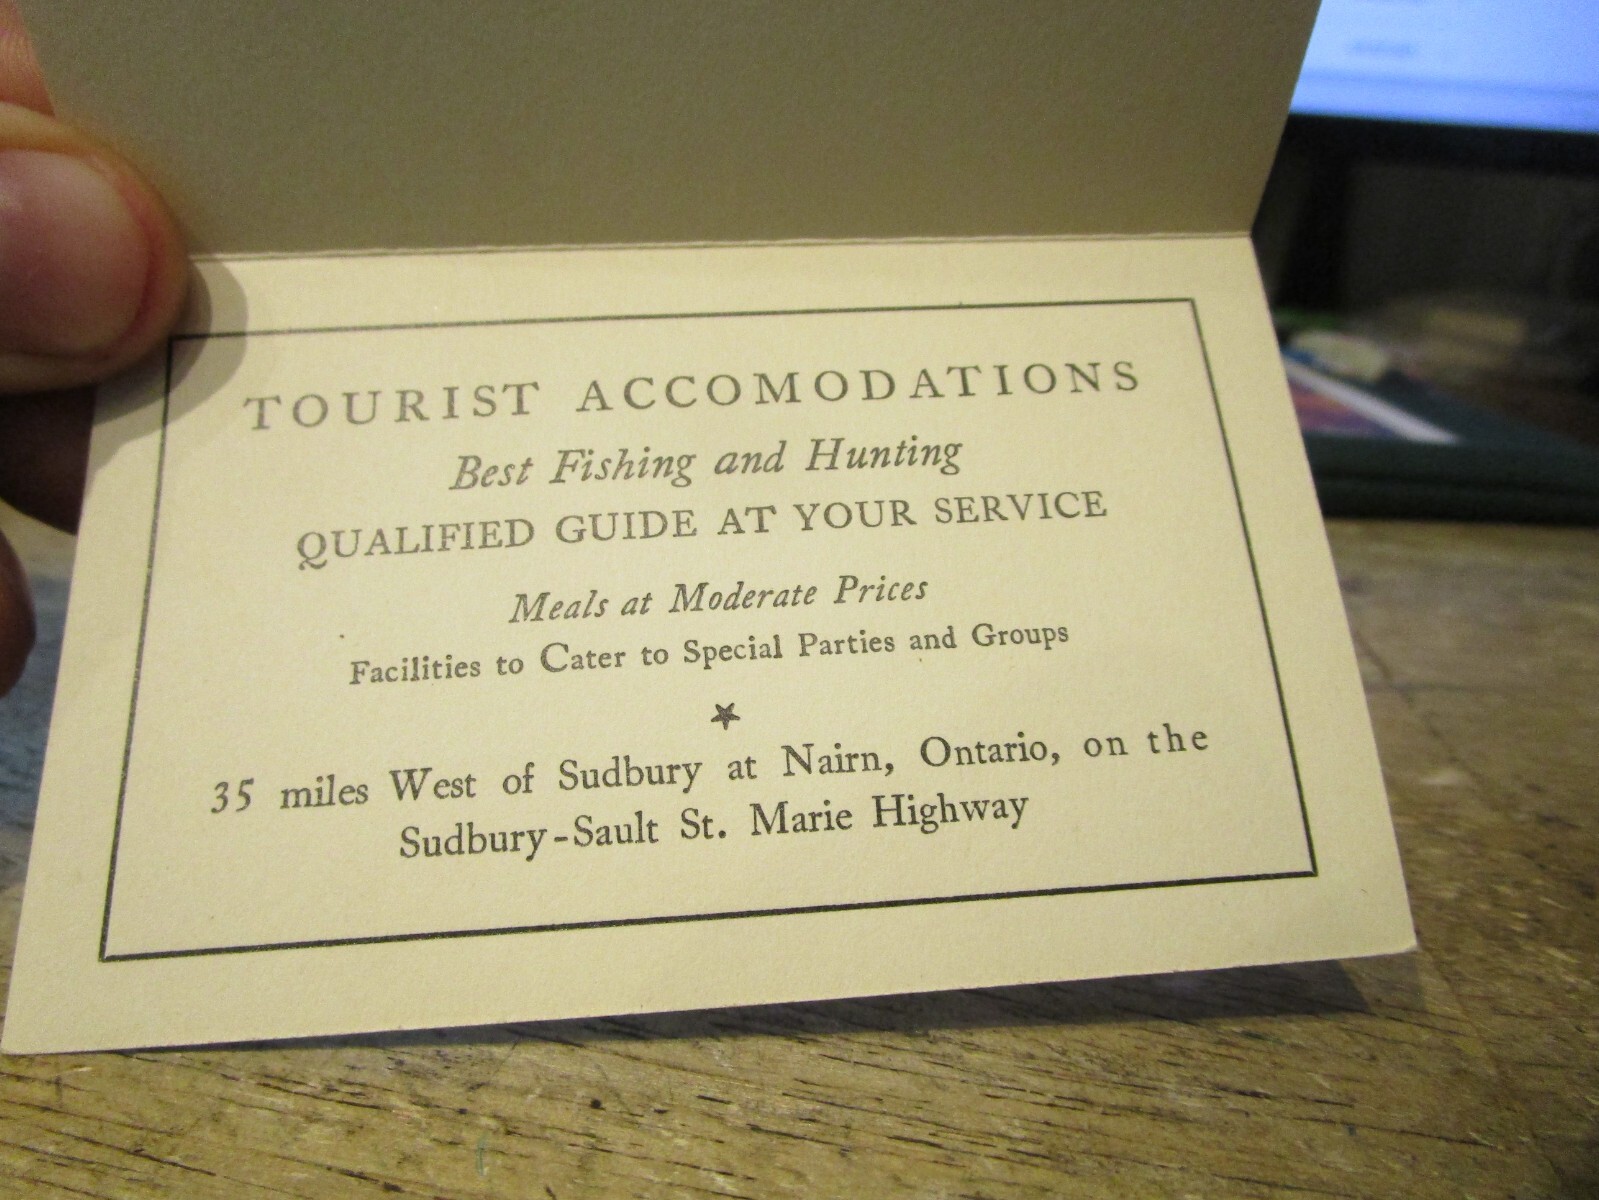 TOURIST ACCOMODATIONS
Best Fishing and Hunting
QUALIFIED GUIDE AT YOUR SERVICE
Meals at Moderate Prices
Facilities to Cater to Special Parties and Groups
35 miles West of Sudbury at Nairn, Ontario, on the
Sudbury-Sault St. Marie Highway